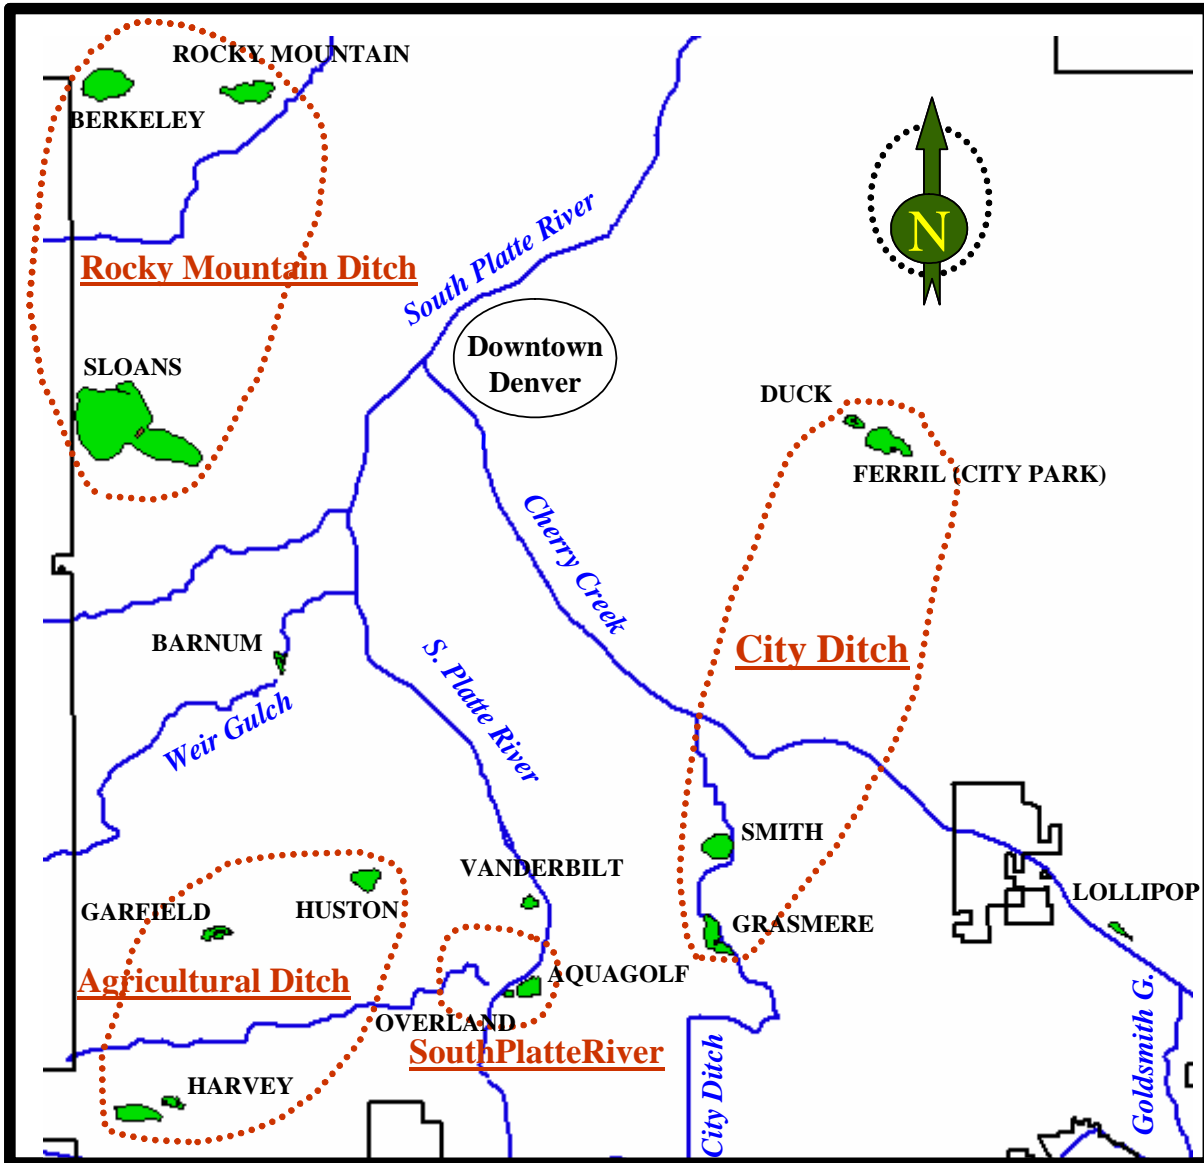 ROCKY MOUNTAIN
BERKELEY
South Platte River
N
Rocky Mountain Ditch
SLOANS
Downtown
Denver
DUCK
FERRIL (CITY PARK)
Cherry Creek
BARNUM
S. Platte River
City Ditch
Weir Gulch
SMITH
VANDERBILT
LOLLIPOP
GARFIELD
HUSTON
GRASMERE
Agricultural Ditch
AQUAGOLF
OVERLAND
SouthPlatteRiver
HARVEY
City Ditch
Goldsmith G.